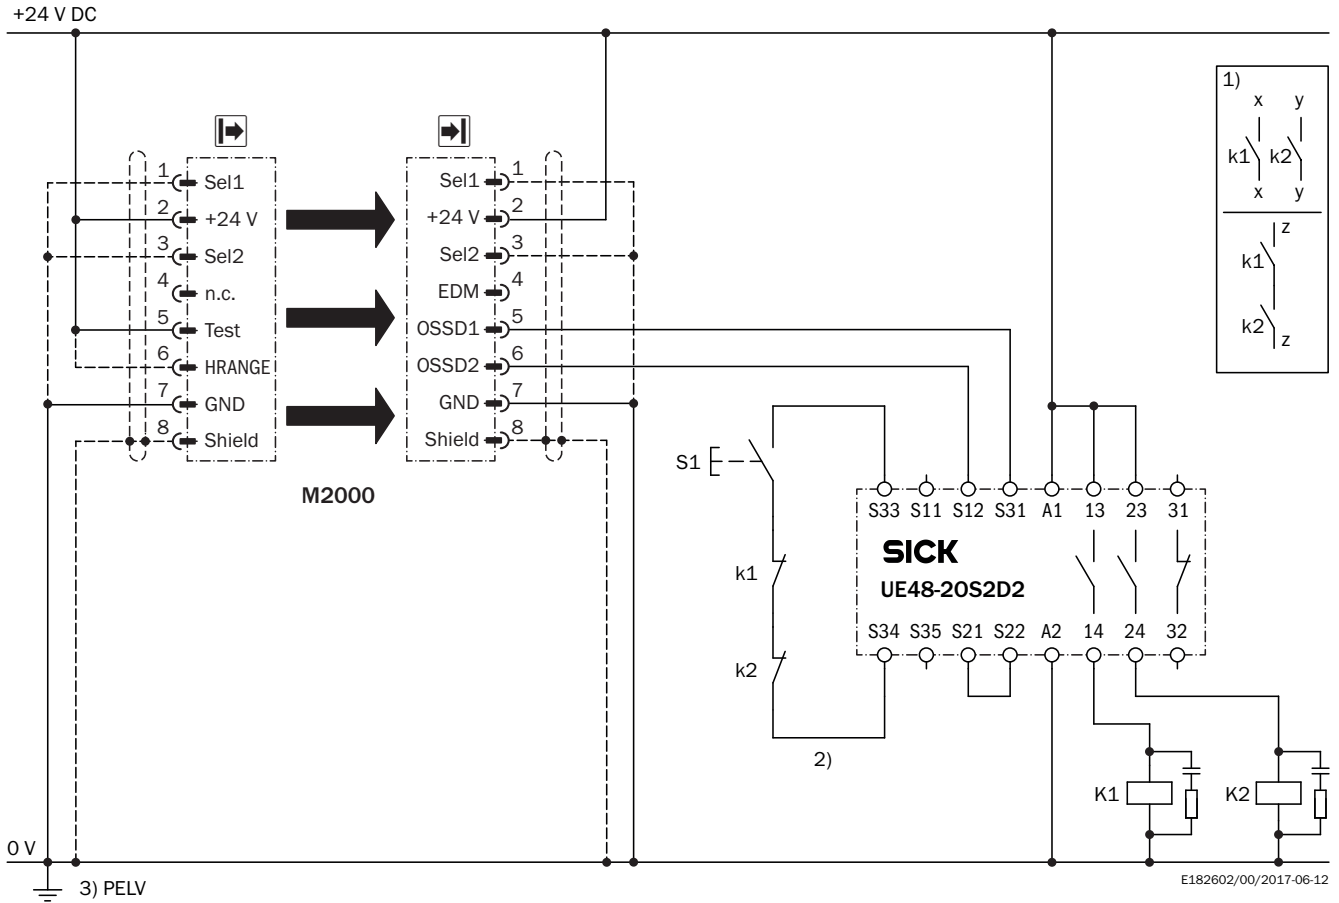 +24 V DC
1)
x y
k1 k2
x y
z
k1
k2
z
1 Sel1
2 +24 V
3 Sel2
4 n.c.
5 Test
6 HRANGE
7 GND
8 Shield
Sel1 1
+24 V 2
Sel2 3
EDM 4
OSSD1 5
OSSD2 6
GND 7
Shield 8
M2000
S1
k1
k2
2)
S33 S11 S12 S31 A1 13 23 31
SICK
UE48-2OS2D2
S34 S35 S21 S22 A2 14 24 32
K1 K2
0 V
3) PELV
E182602/00/2017-06-12